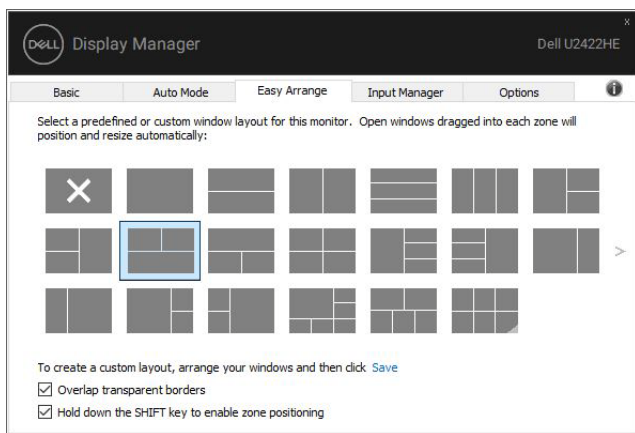 x
DELL Display Manager Dell U2422HE
Basic Auto Mode Easy Arrange Input Manager Options i
Select a predefined or custom window layout for this monitor. Open windows dragged into each zone will
position and resize automatically:
>
To create a custom layout, arrange your windows and then click Save
Overlap transparent borders
Hold down the SHIFT key to enable zone positioning